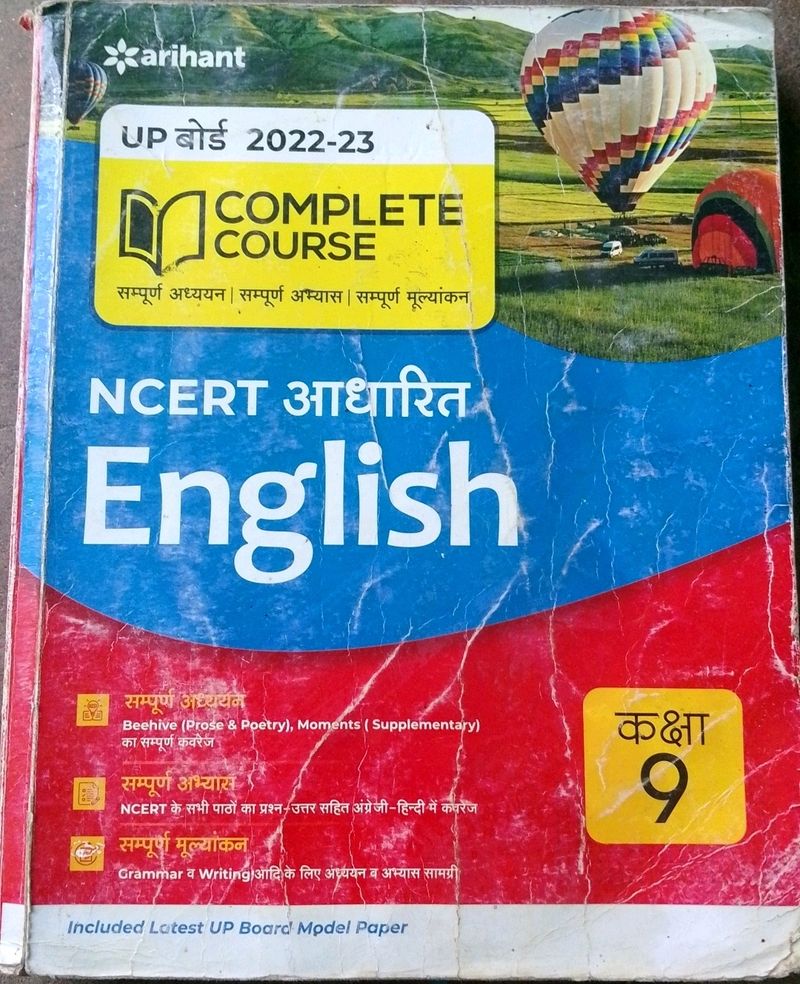 arihant
UP बोर्ड 2022-23
COMPLETE
COURSE
सम्पूर्ण अध्ययन | सम्पूर्ण अभ्यास | सम्पूर्ण मूल्यांकन
NCERT आधारित
English
सम्पूर्ण अध्ययन
Beehive (Prose & Poetry), Moments ( Supplementary)
का सम्पूर्ण कवरेज
सम्पूर्ण अभ्यास
NCERT के सभी पाठों का प्रश्न-उत्तर सहित अंग्रेजी-हिन्दी में कवरेज
सम्पूर्ण मूल्यांकन
Grammar व Writing आदि के लिए अध्ययन व अभ्यास सामग्री
कक्षा
9
Included Latest UP Board Model Paper